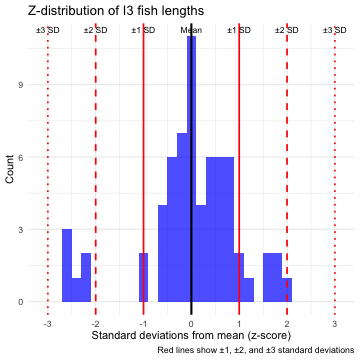 Z-distribution of I3 fish lengths
±3 SD ±2 SD ±1 SD Mean ±1 SD ±2 SD ±3 SD
9
6
3
0
Count
-3 -2 -1 0 1 2 3
Standard deviations from mean (z-score)
Red lines show ±1, ±2, and ±3 standard deviations